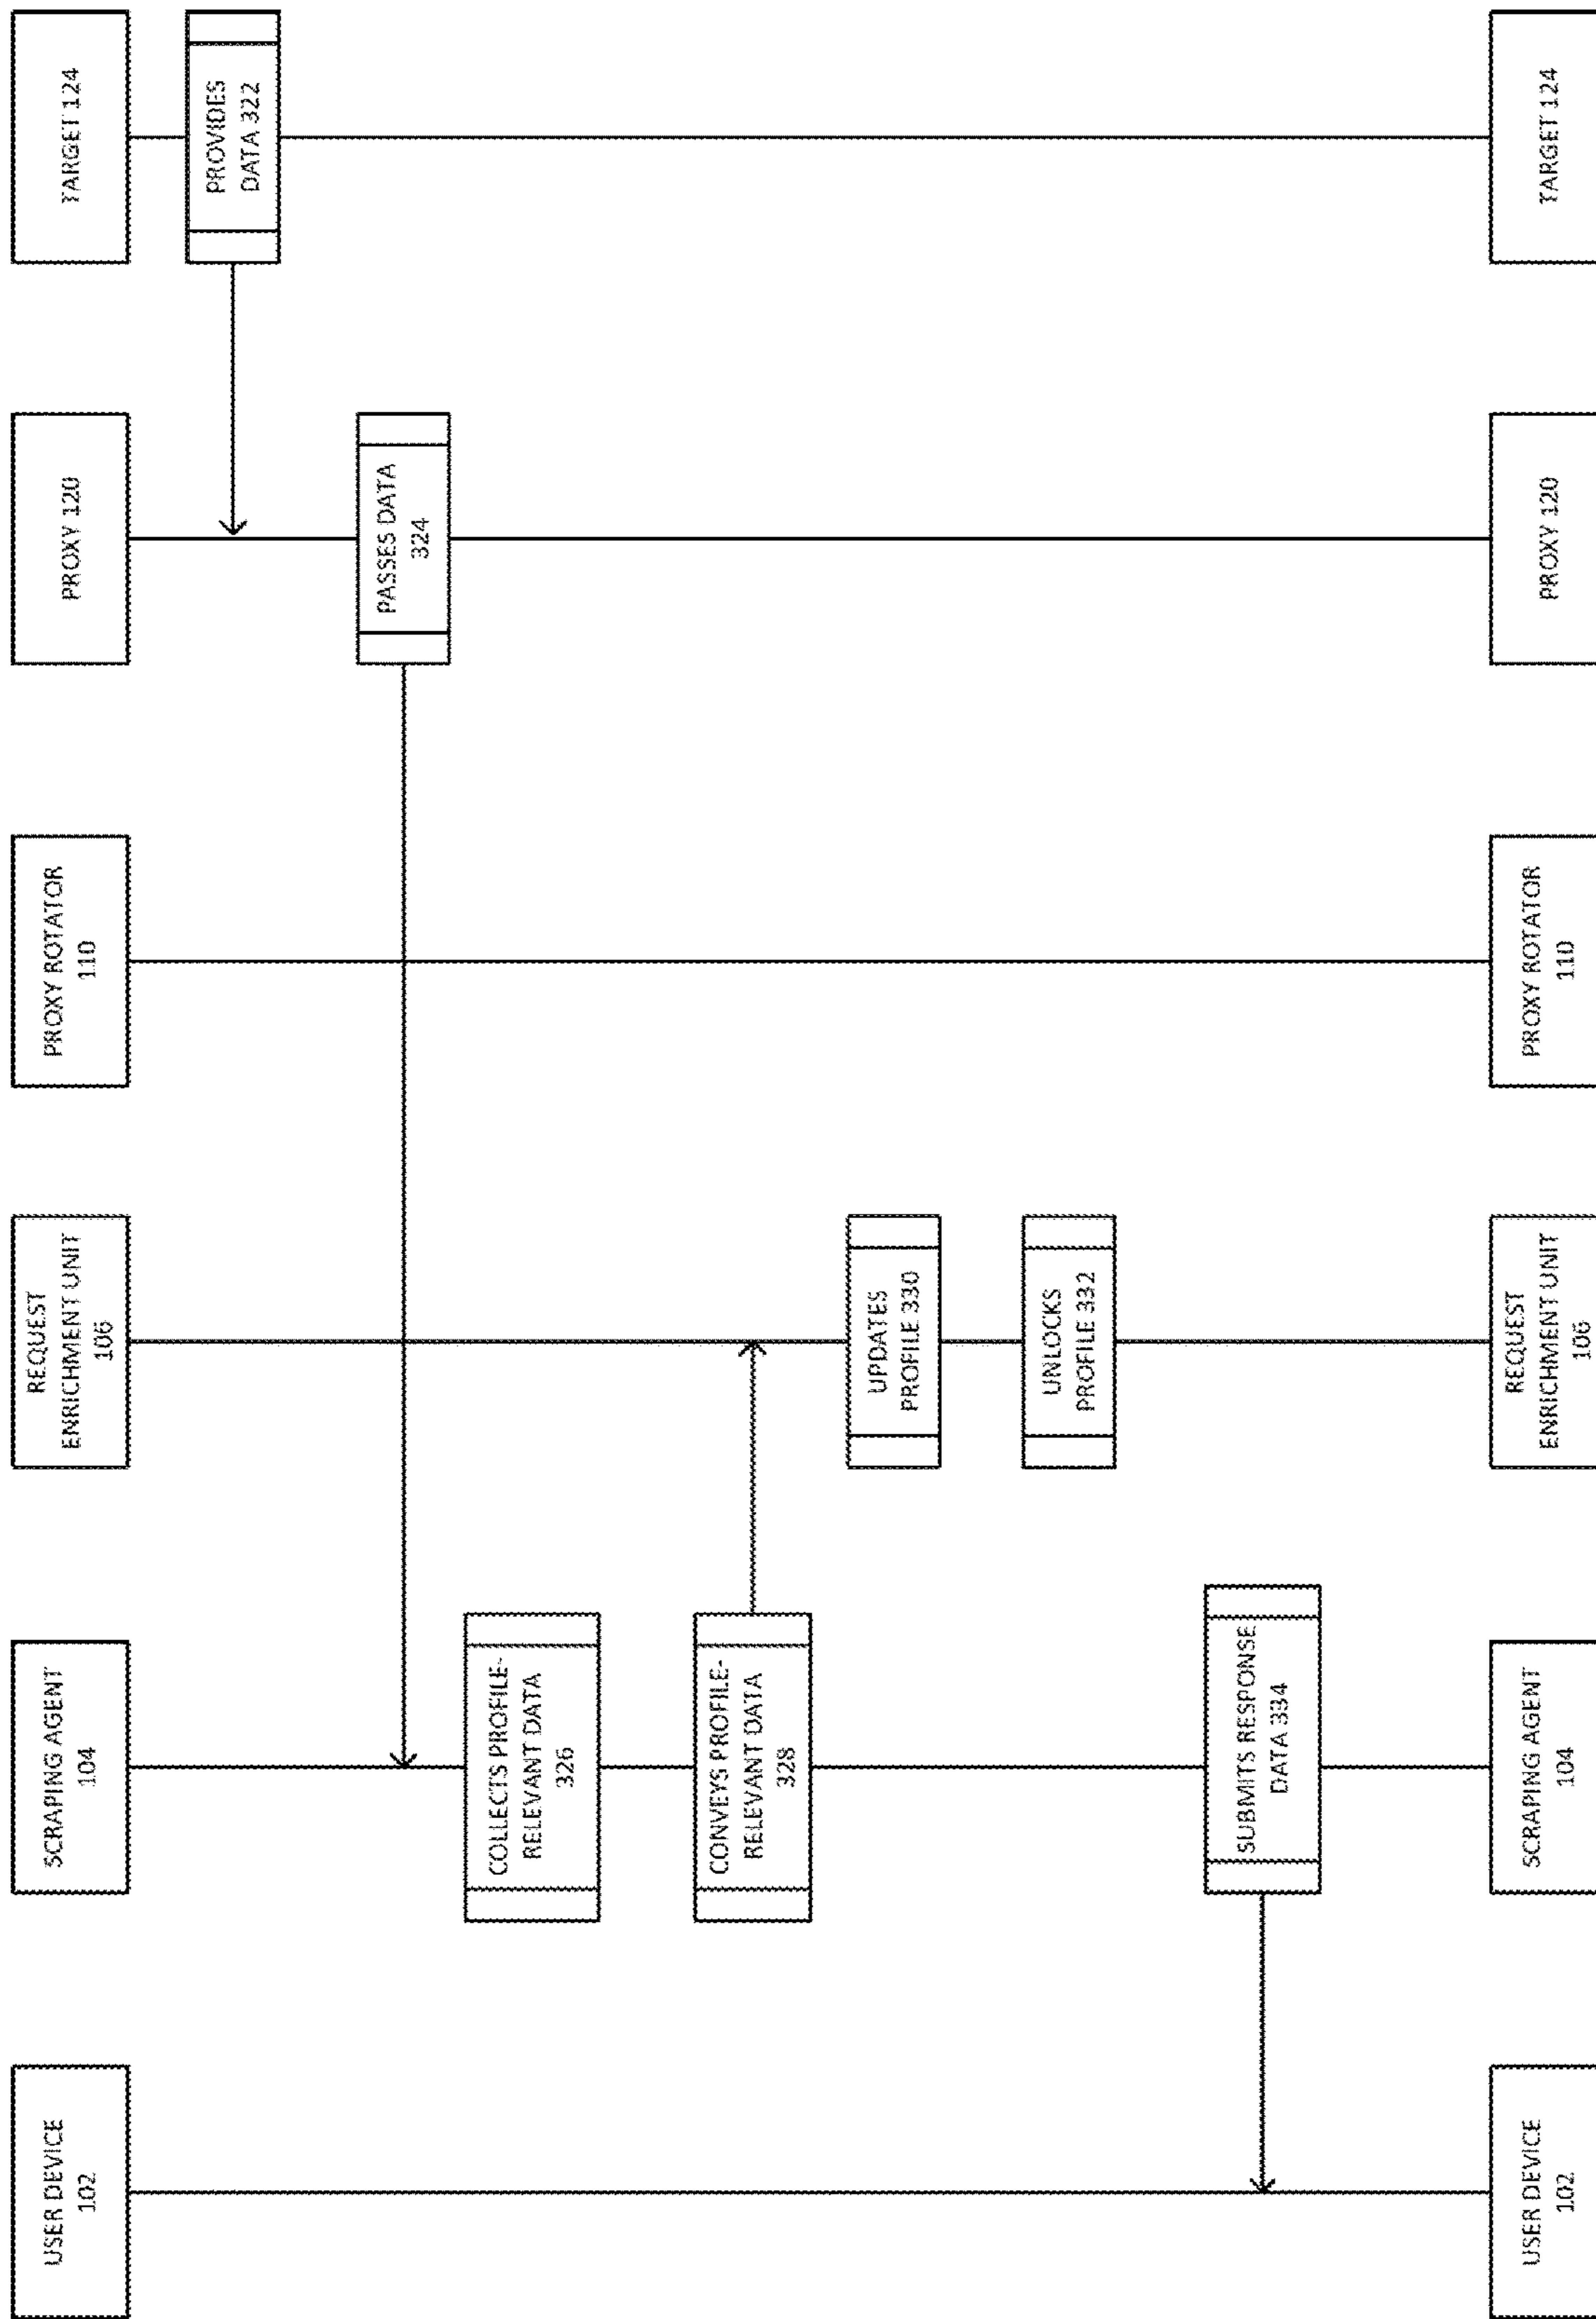 USER DEVICE
102
SCRAPING AGENT
104
REQUEST
ENRICHMENT UNIT
106
PROXY ROTATOR
110
PROXY 120
TARGET 124
PROVIDES
DATA 322
PASSES DATA
324
COLLECTS PROFILE-
RELEVANT DATA
326
CONVEYS PROFILE-
RELEVANT DATA
328
UPDATES
PROFILE 330
UNLOCKS
PROFILE 332
SUBMITS RESPONSE
DATA 334
USER DEVICE
102
SCRAPING AGENT
104
REQUEST
ENRICHMENT UNIT
106
PROXY ROTATOR
110
PROXY 120
TARGET 124